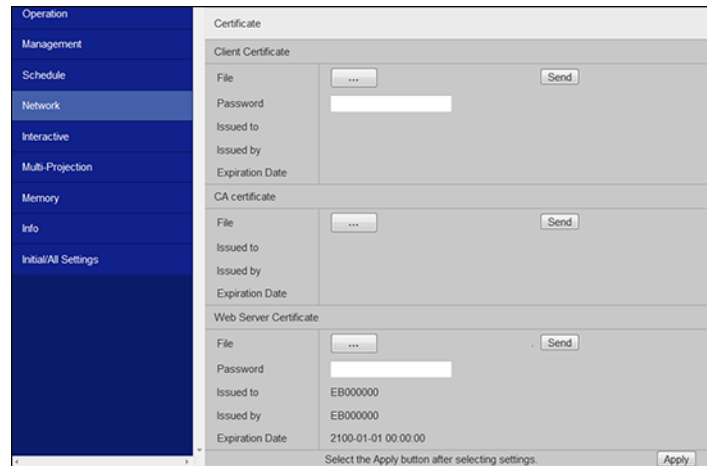 Operation
Management
Schedule
Network
Interactive
Multi-Projection
Memory
Info
Initial/All Settings
Certificate
Client Certificate
File ... Send
Password
Issued to
Issued by
Expiration Date
CA certificate
File ... Send
Issued to
Issued by
Expiration Date
Web Server Certificate
File ... . Send
Password
Issued to EB000000
Issued by EB000000
Expiration Date 2100-01-01 00:00:00
Select the Apply button after selecting settings. Apply